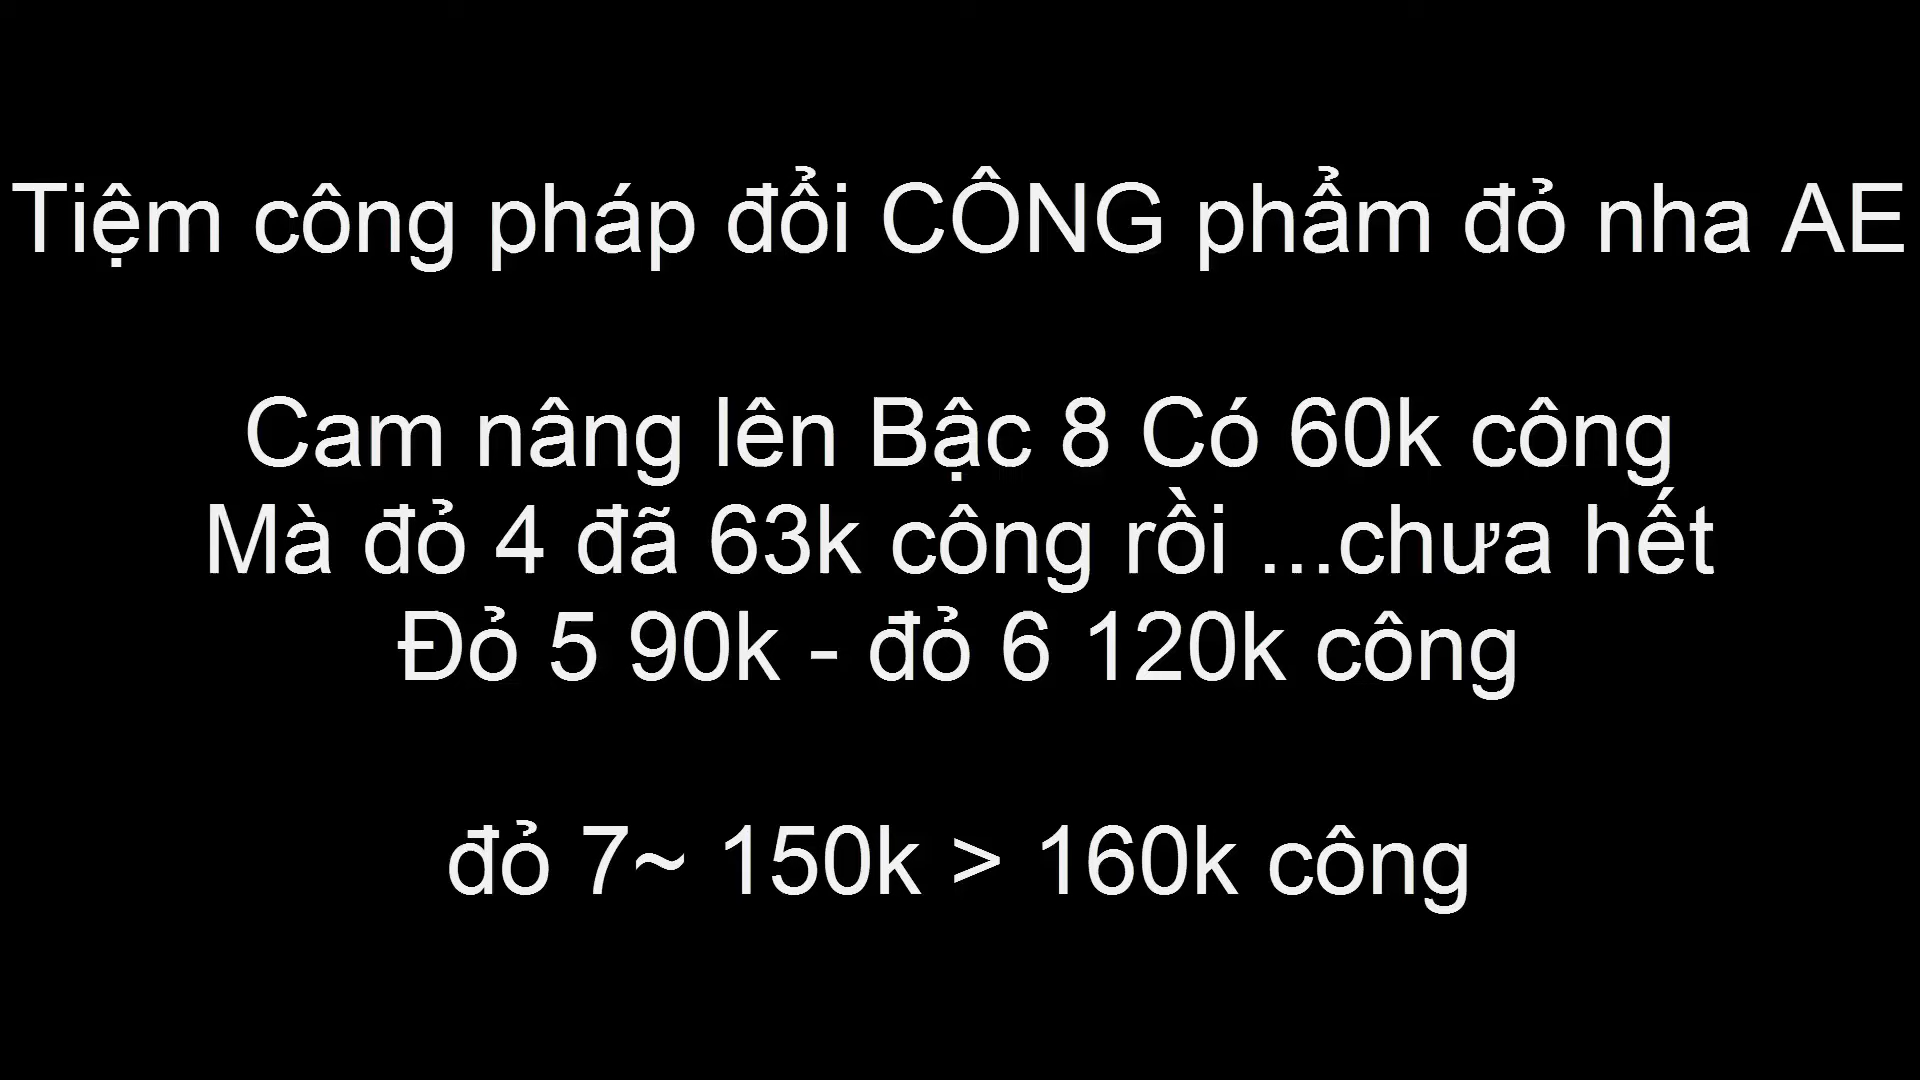 Tiệm công pháp đổi CÔNG phẩm đỏ nha AE
Cam nâng lên Bậc 8 Có 60k công
Mà đỏ 4 đã 63k công rồi ...chưa hết
Đỏ 5 90k - đỏ 6 120k công
đỏ 7~ 150k > 160k công